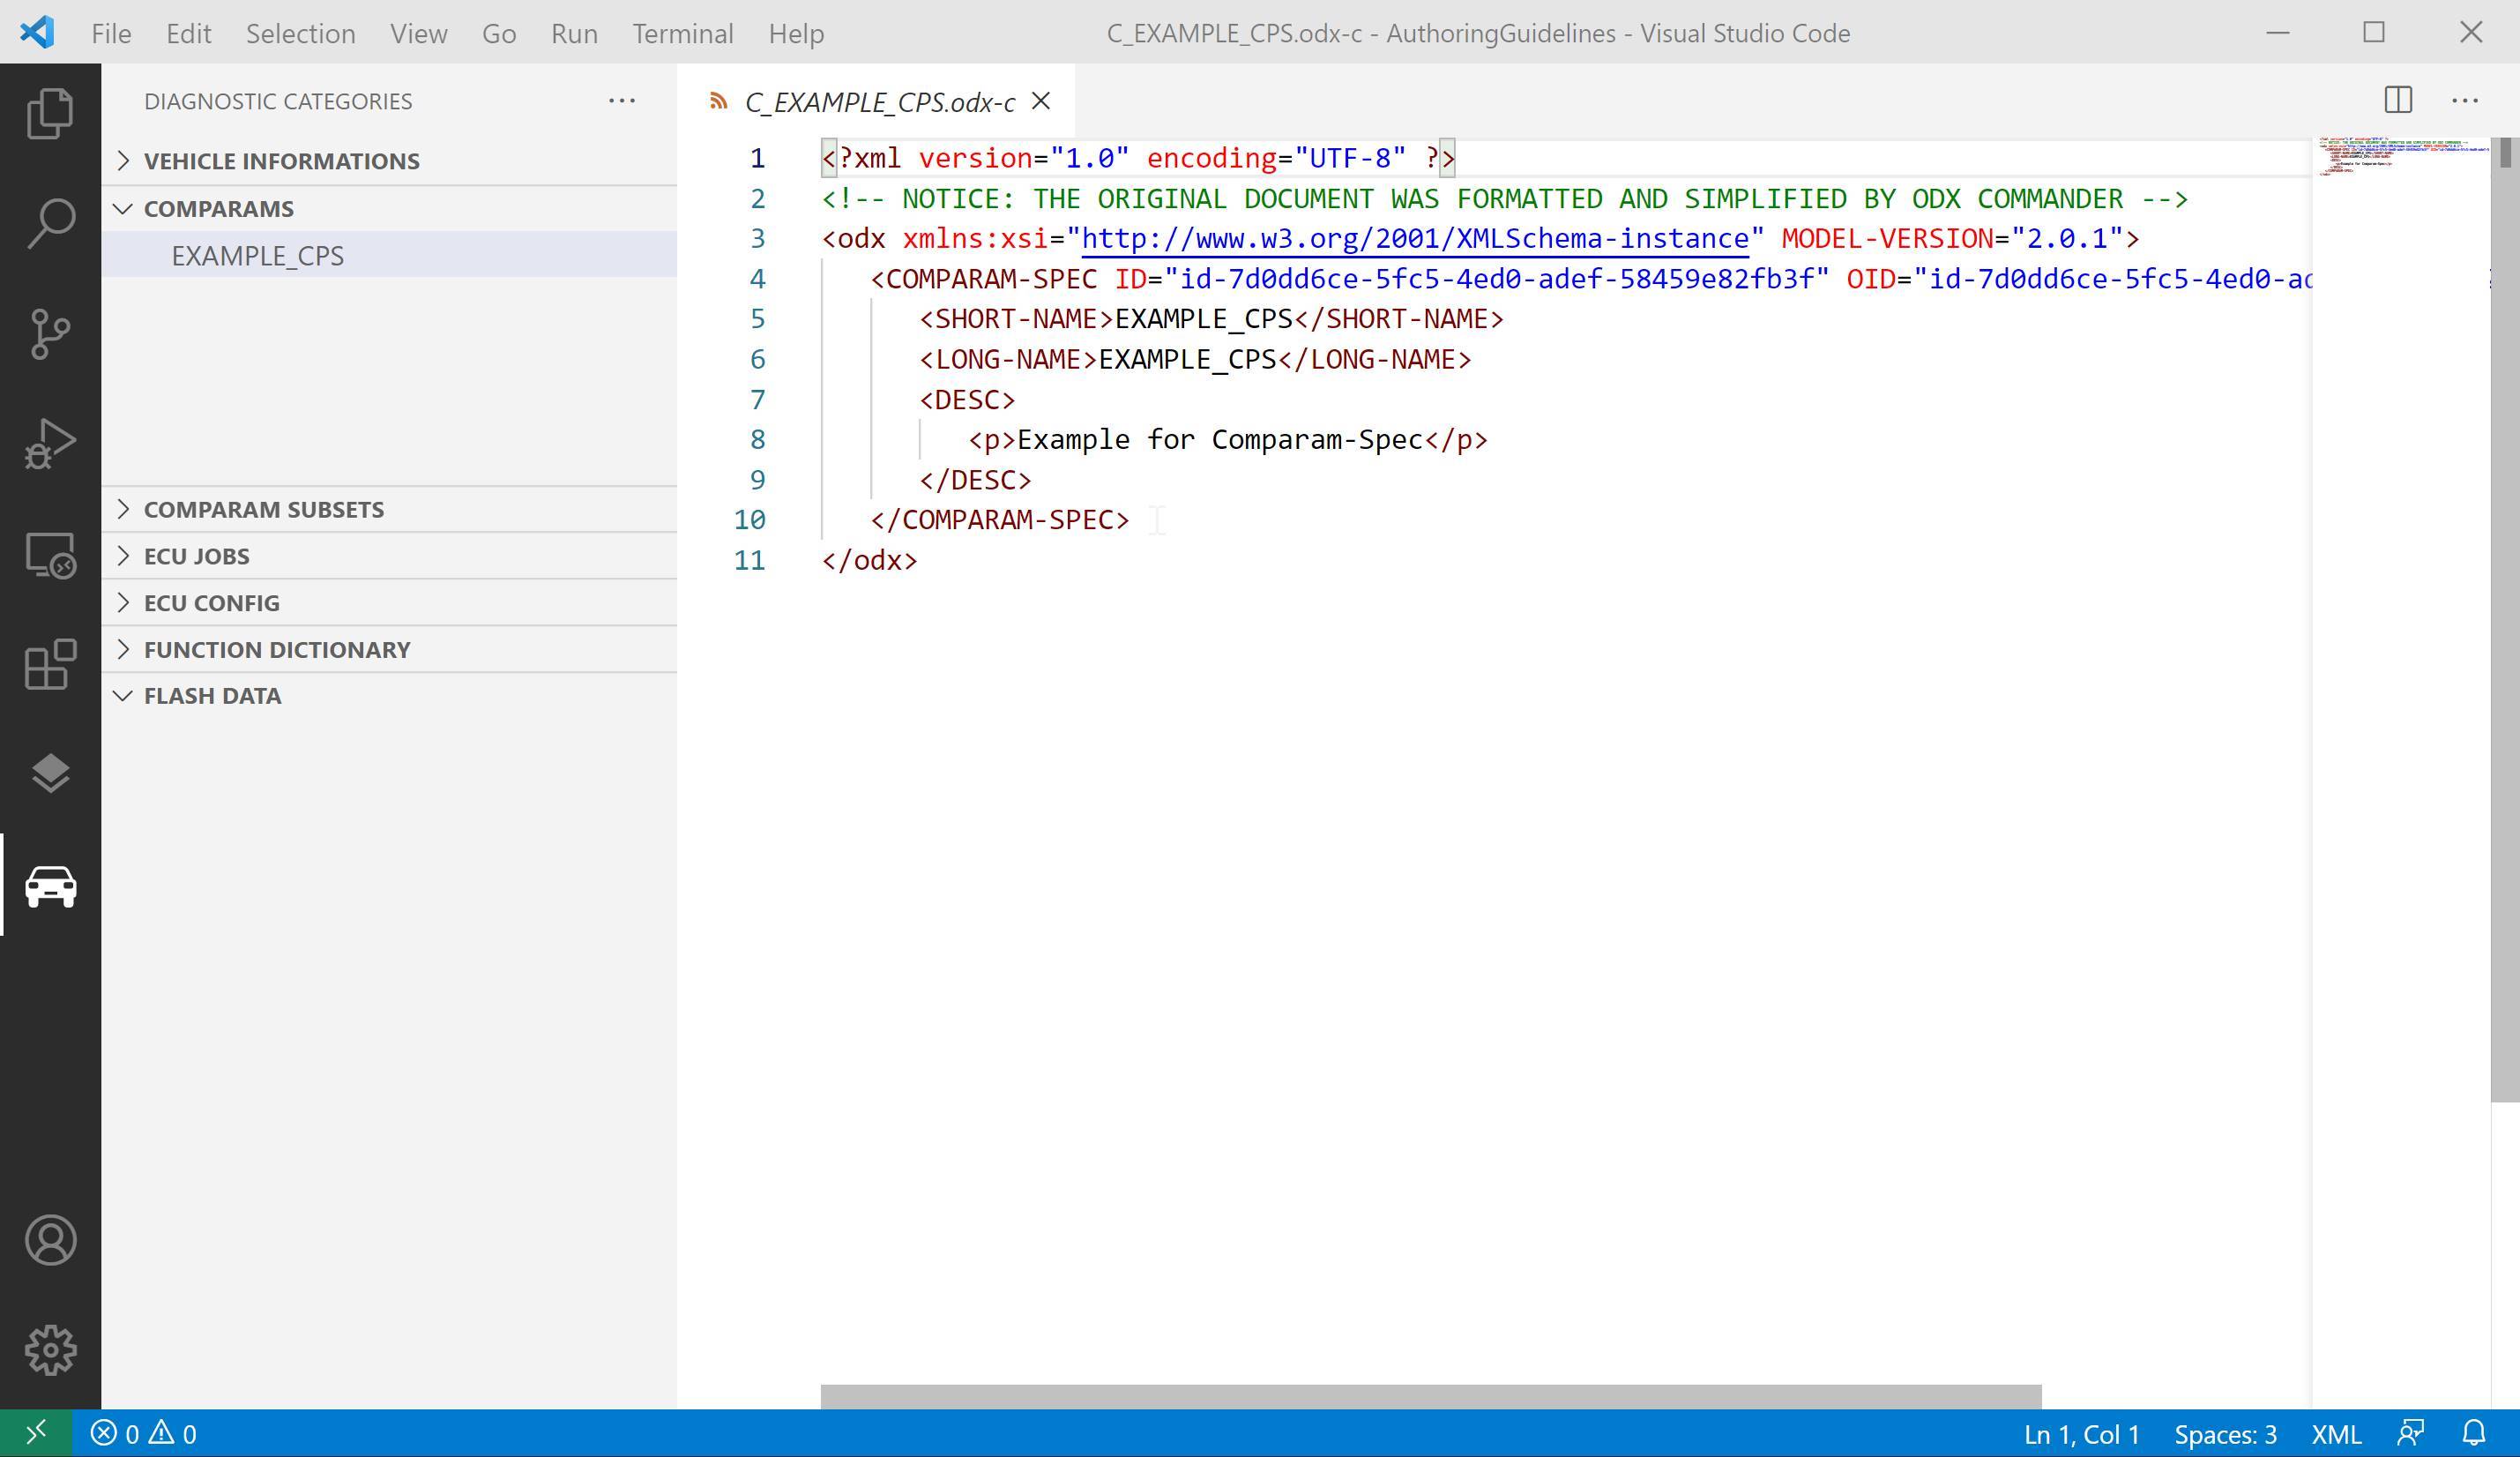 File Edit Selection View Go Run Terminal Help
C_EXAMPLE_CPS.odx-c - AuthoringGuidelines - Visual Studio Code
DIAGNOSTIC CATEGORIES
VEHICLE INFORMATIONS
COMPARAMS
EXAMPLE_CPS
COMPARAM SUBSETS
ECU JOBS
ECU CONFIG
FUNCTION DICTIONARY
FLASH DATA
C_EXAMPLE_CPS.odx-c
1 <?xml version="1.0" encoding="UTF-8" ?>
2 <!-- NOTICE: THE ORIGINAL DOCUMENT WAS FORMATTED AND SIMPLIFIED BY ODX COMMANDER -->
3 <odx xmlns:xsi="http://www.w3.org/2001/XMLSchema-instance" MODEL-VERSION="2.0.1">
4 <COMPARAM-SPEC ID="id-7d0dd6ce-5fc5-4ed0-adef-58459e82fb3f" OID="id-7d0dd6ce-5fc5-4ed0-ad
5 <SHORT-NAME>EXAMPLE_CPS</SHORT-NAME>
6 <LONG-NAME>EXAMPLE_CPS</LONG-NAME>
7 <DESC>
8 <p>Example for Comparam-Spec</p>
9 </DESC>
10 </COMPARAM-SPEC>
11 </odx>
0 0
Ln 1, Col 1 Spaces: 3 XML